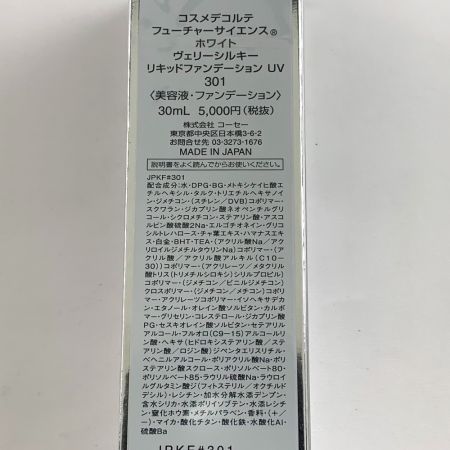 コスメデコルテ
フューチャーサイエンス®
ホワイト
ヴェリーシルキー
リキッドファンデーション UV
301
〈美容液・ファンデーション〉
30mL 5,000円(税抜)
株式会社 コーセー
東京都中央区日本橋3-6-2
お問合せ先 03-3273-1676
MADE IN JAPAN
説明書をよく読んでからお使いください。
JPKF#301
配合成分:水・DPG・BG・メトキシケイヒ酸エ
チルヘキシル・タルク・トリエチルヘキサノイ
ン・ジメチコン・(スチレン/DVB)コポリマー・
スクワラン・ジカプリン酸ネオペンチルグリ
コール・シクロメチコン・ステアリン酸・アスコ
ルビン酸硫酸2Na・エルゴチオネイン・グリコ
シルトレハロース・チャ葉エキス・ハマナスエキ
ス・白金・BHT・TEA・(アクリル酸Na/アク
リロイルジメチルタウリンNa)コポリマー・(ア
クリル酸/アクリル酸アルキル(C10-
30))コポリマー・(アクリレーツ/メタクリル
酸トリス(トリメチルシロキシ)シリルプロピル)
コポリマー・(ジメチコン/ビニルジメチコン)
クロスポリマー・(ジメチコン/メチコン)コポリ
マー・アクリレーツコポリマー・イソヘキサデカ
ン・エタノール・オレイン酸ソルビタン・カルボ
マー・グリセリン・コレステロール・ジカプリン酸
PG・セスキオレイン酸ソルビタン・セテアリル
アルコール・フルオロ(C9-15)アルコールリ
ン酸・ヘキサ(ヒドロキシステアリン酸/ステ
アリン酸/ロジン酸)ジペンタエリスリチル・
ベヘニルアルコール・ポリアクリル酸Na・ポリ
ステアリン酸スクロース・ポリソルベート80・
ポリソルベート85・ラウリル硫酸Na・ラウロ
イルグルタミン酸ジ(フィトステリル/オクチルド
デシル)・レシチン・加水分解水添デンプン・
含水シリカ・水添ポリイソブテン・水添レシチ
ン・窒化ホウ素・メチルパラベン・香料・(+/
-)・マイカ・酸化チタン・酸化鉄・水酸化Al・
硫酸Ba
JPKF#301